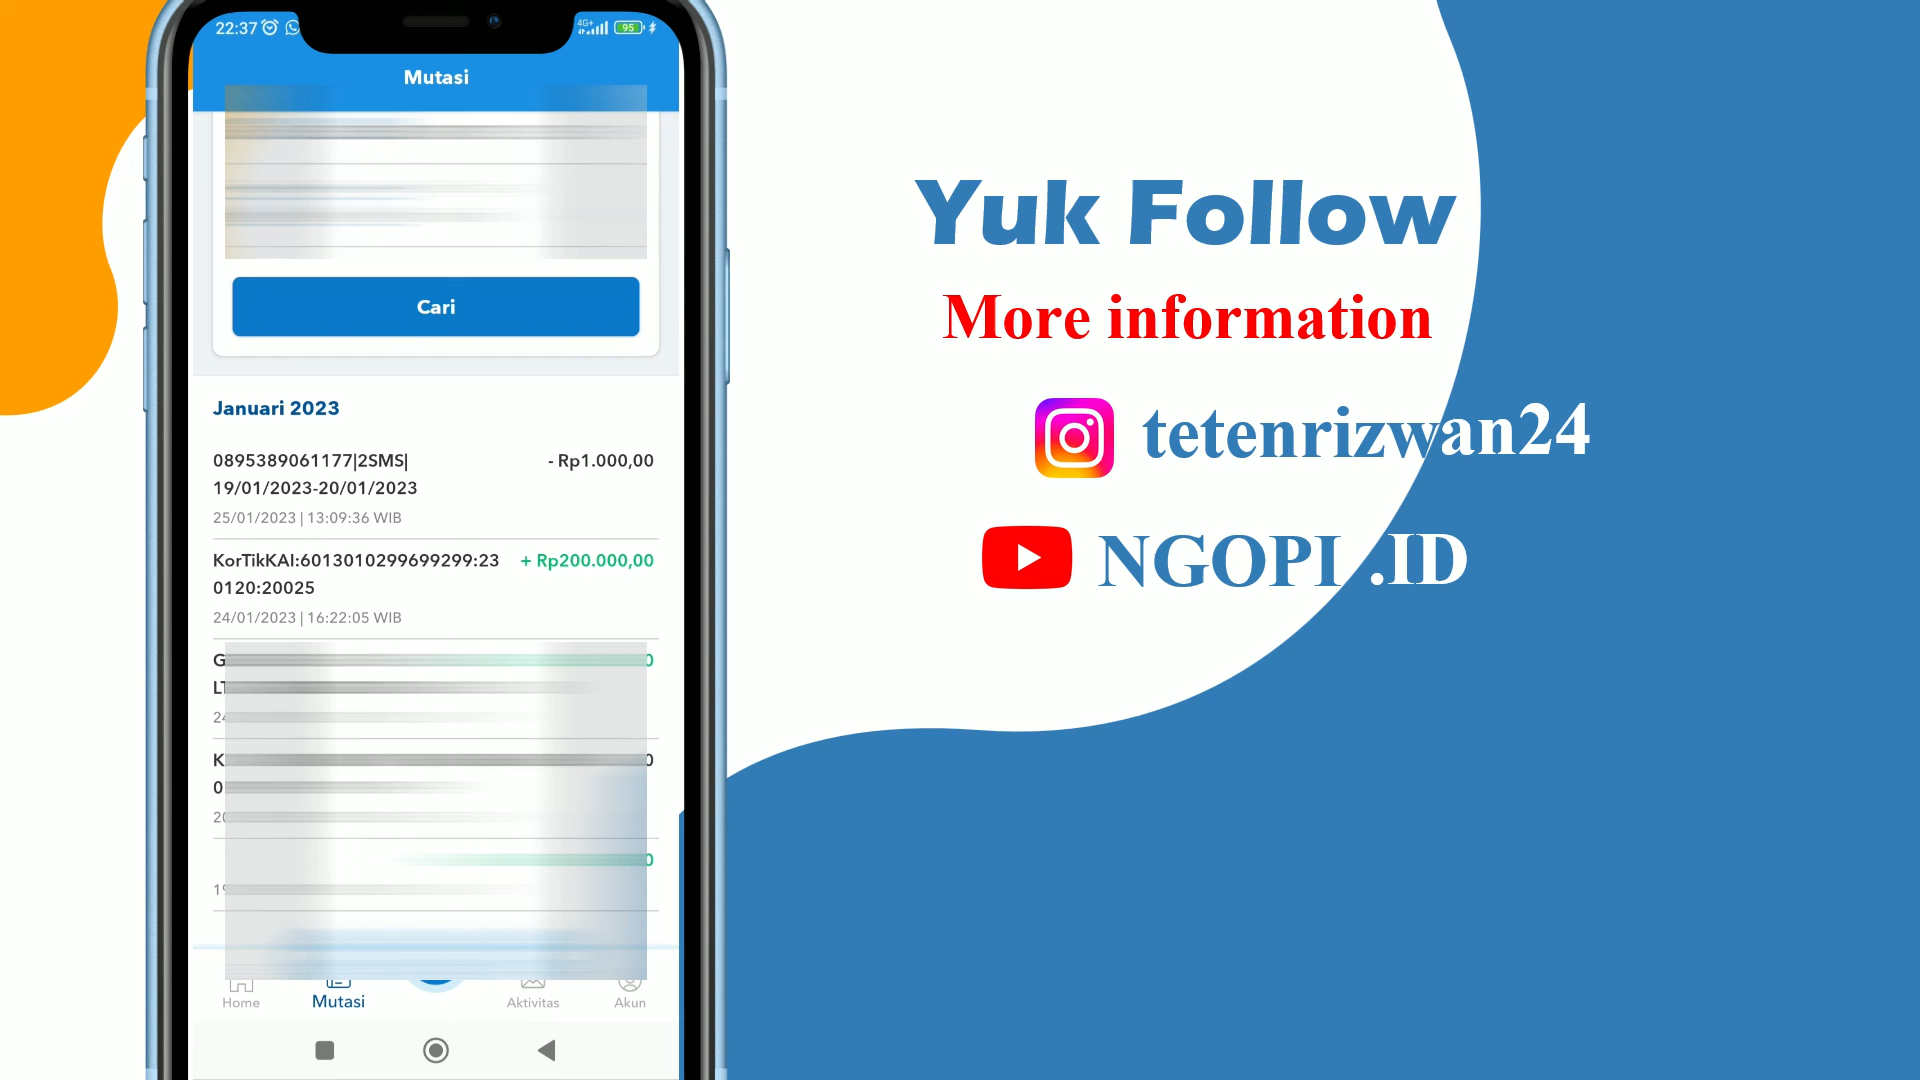 22:37
4G+
95
Mutasi
Cari
Januari 2023
0895389061177|2SMS| - Rp1.000,00
19/01/2023-20/01/2023
25/01/2023 | 13:09:36 WIB
KorTikKAI:6013010299699299:23 + Rp200.000,00
0120:20025
24/01/2023 | 16:22:05 WIB
Home
Mutasi
Aktivitas
Akun
Yuk Follow
More information
tetenrizwan24
NGOPI .ID